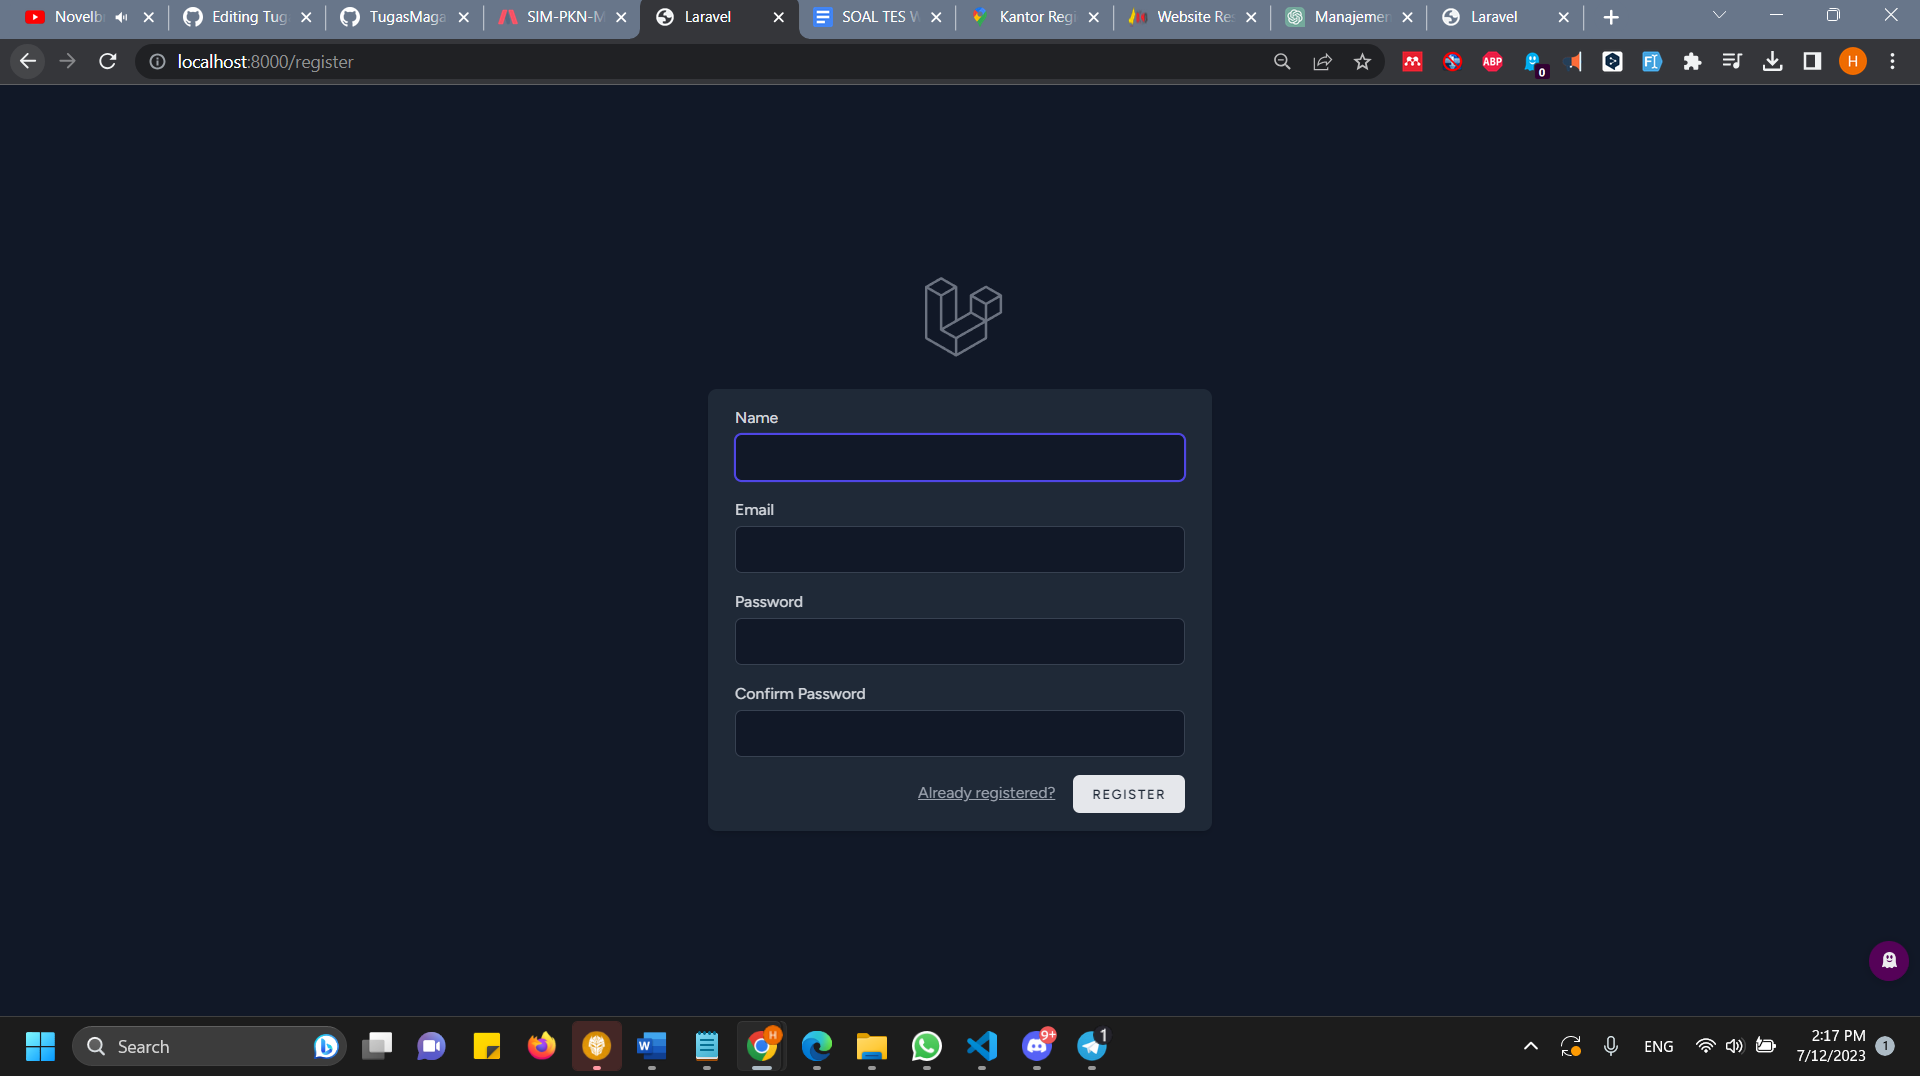 Novelb
Editing Tug
TugasMaga
SIM-PKN-M
Laravel
SOAL TES W
Kantor Regi
Website Res
Manajemen
Laravel
localhost:8000/register
ABP
0
H
Name
Email
Password
Confirm Password
Already registered?
REGISTER
Search
H
9+
1
ENG
2:17 PM
7/12/2023
1